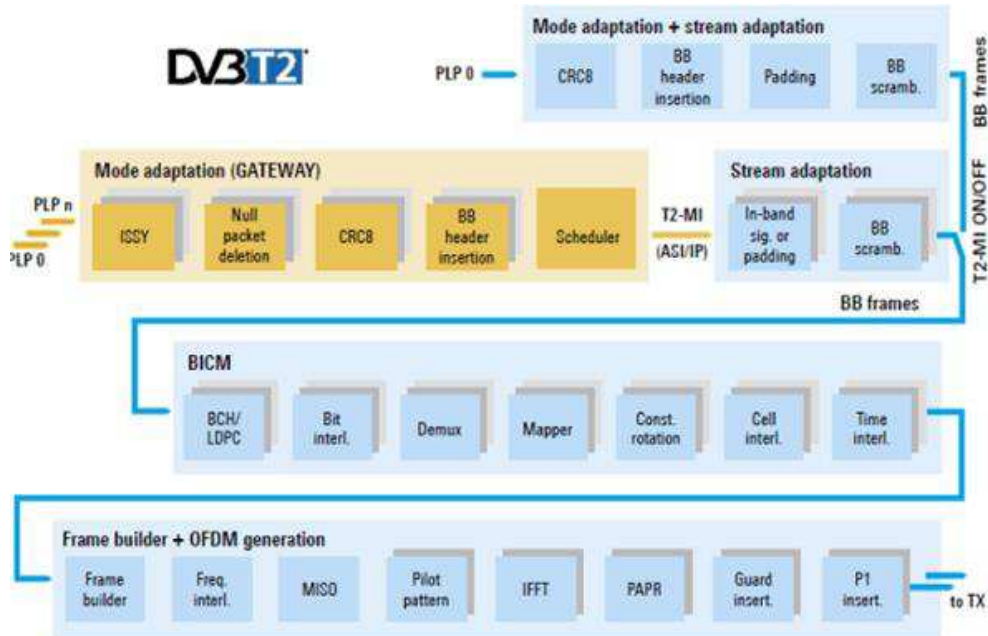 DVB T2
Mode adaptation + stream adaptation
PLP 0
CRC8
BB
header
insertion
Padding
BB
scramb.
BB frames
Mode adaptation (GATEWAY)
PLP n
PLP 0
ISSY
Null
packet
deletion
CRC8
BB
header
insertion
Scheduler
T2-MI
(ASI/IP)
Stream adaptation
In-band
sig. or
padding
BB
scramb.
T2-MI ON/OFF
BB frames
BICM
BCH/
LDPC
Bit
interl.
Demux
Mapper
Const.
rotation
Cell
interl.
Time
interl.
Frame builder + OFDM generation
Frame
builder
Freq.
interl.
MISO
Pilot
pattern
IFFT
PAPR
Guard
insert.
P1
insert.
to TX